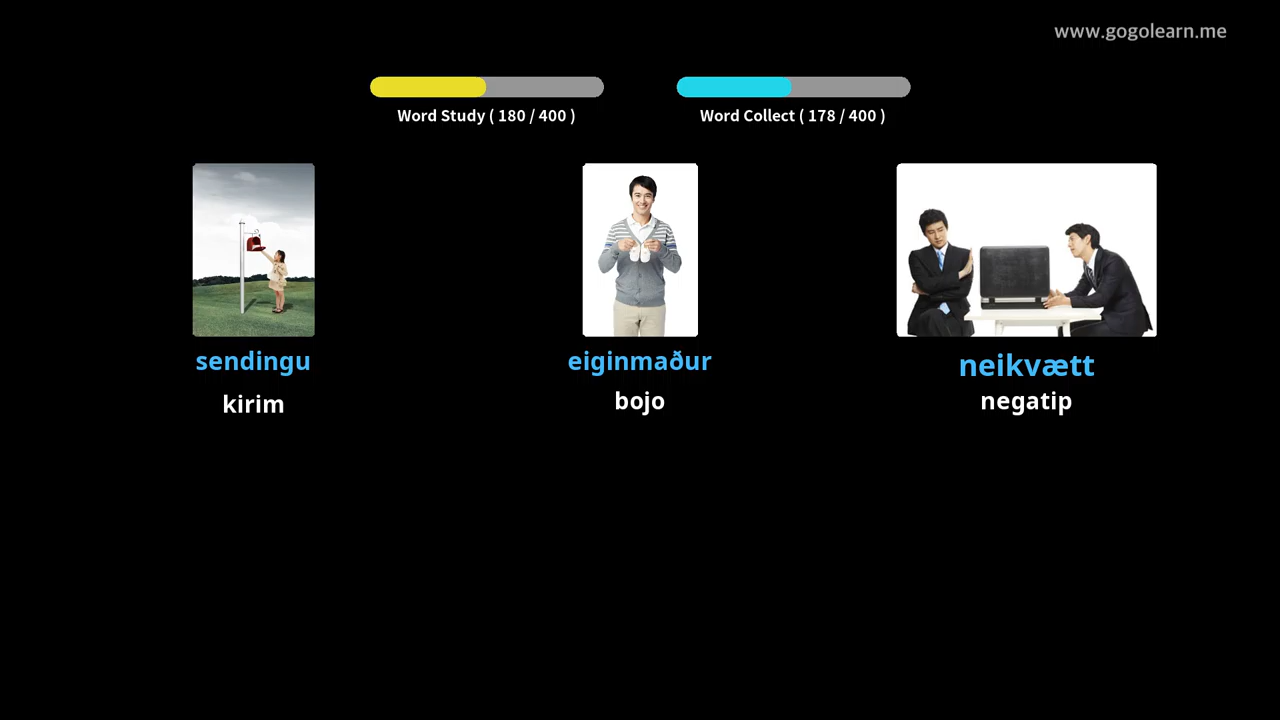 www.gogolearn.me
Word Study ( 180 / 400 )
Word Collect ( 178 / 400 )
sendingu
eiginmaður
neikvætt
kirim
bojo
negatip